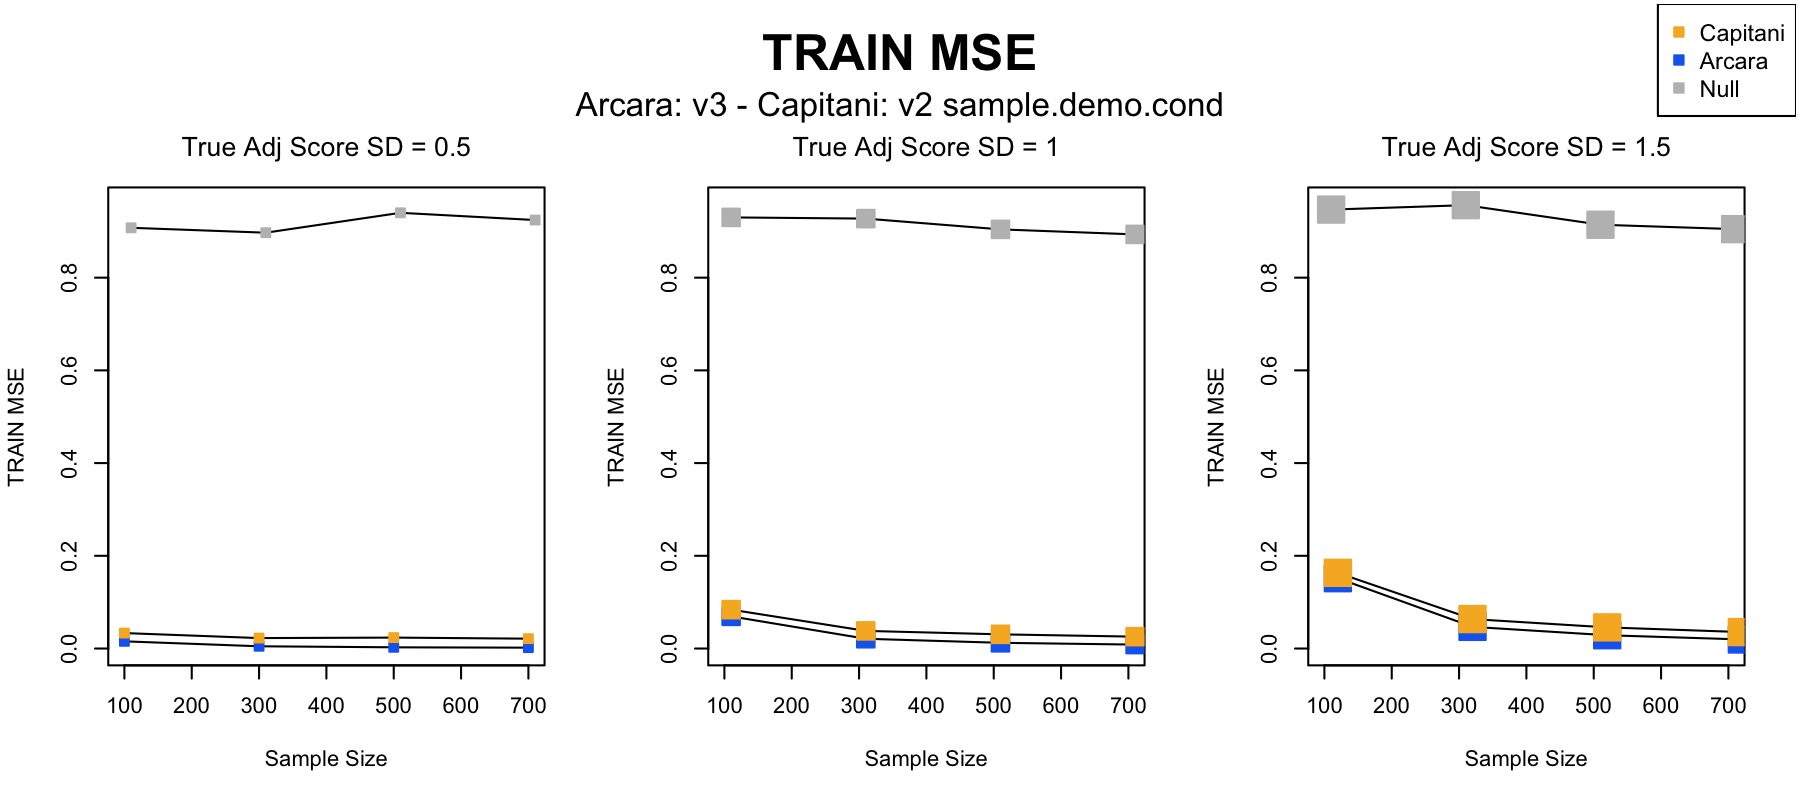 TRAIN MSE
Arcara: v3 - Capitani: v2 sample.demo.cond
Capitani
Arcara
Null
True Adj Score SD = 0.5
TRAIN MSE
0.0 0.2 0.4 0.6 0.8
100 200 300 400 500 600 700
Sample Size
True Adj Score SD = 1
TRAIN MSE
0.0 0.2 0.4 0.6 0.8
100 200 300 400 500 600 700
Sample Size
True Adj Score SD = 1.5
TRAIN MSE
0.0 0.2 0.4 0.6 0.8
100 200 300 400 500 600 700
Sample Size